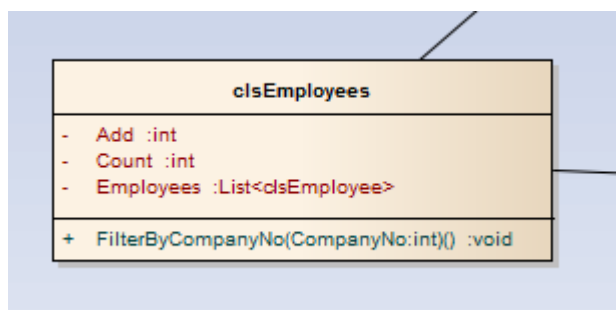 clsEmployees
- Add :int
- Count :int
- Employees :List<clsEmployee>
+ FilterByCompanyNo(CompanyNo:int)() :void